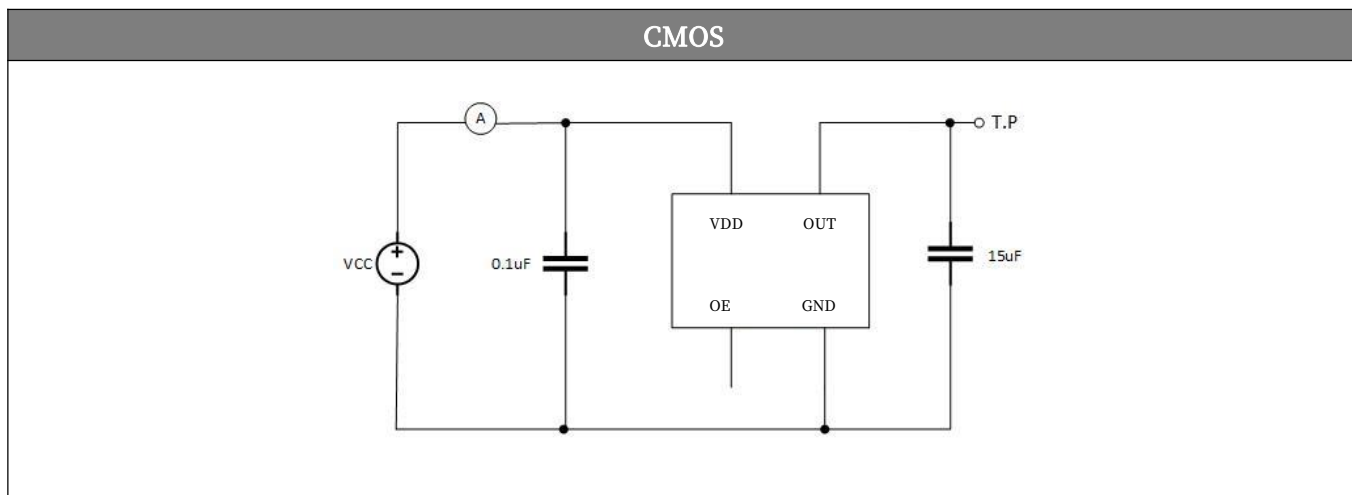 CMOS
A
T.P
VDD
OUT
VCC
+
−
0.1uF
15uF
OE
GND